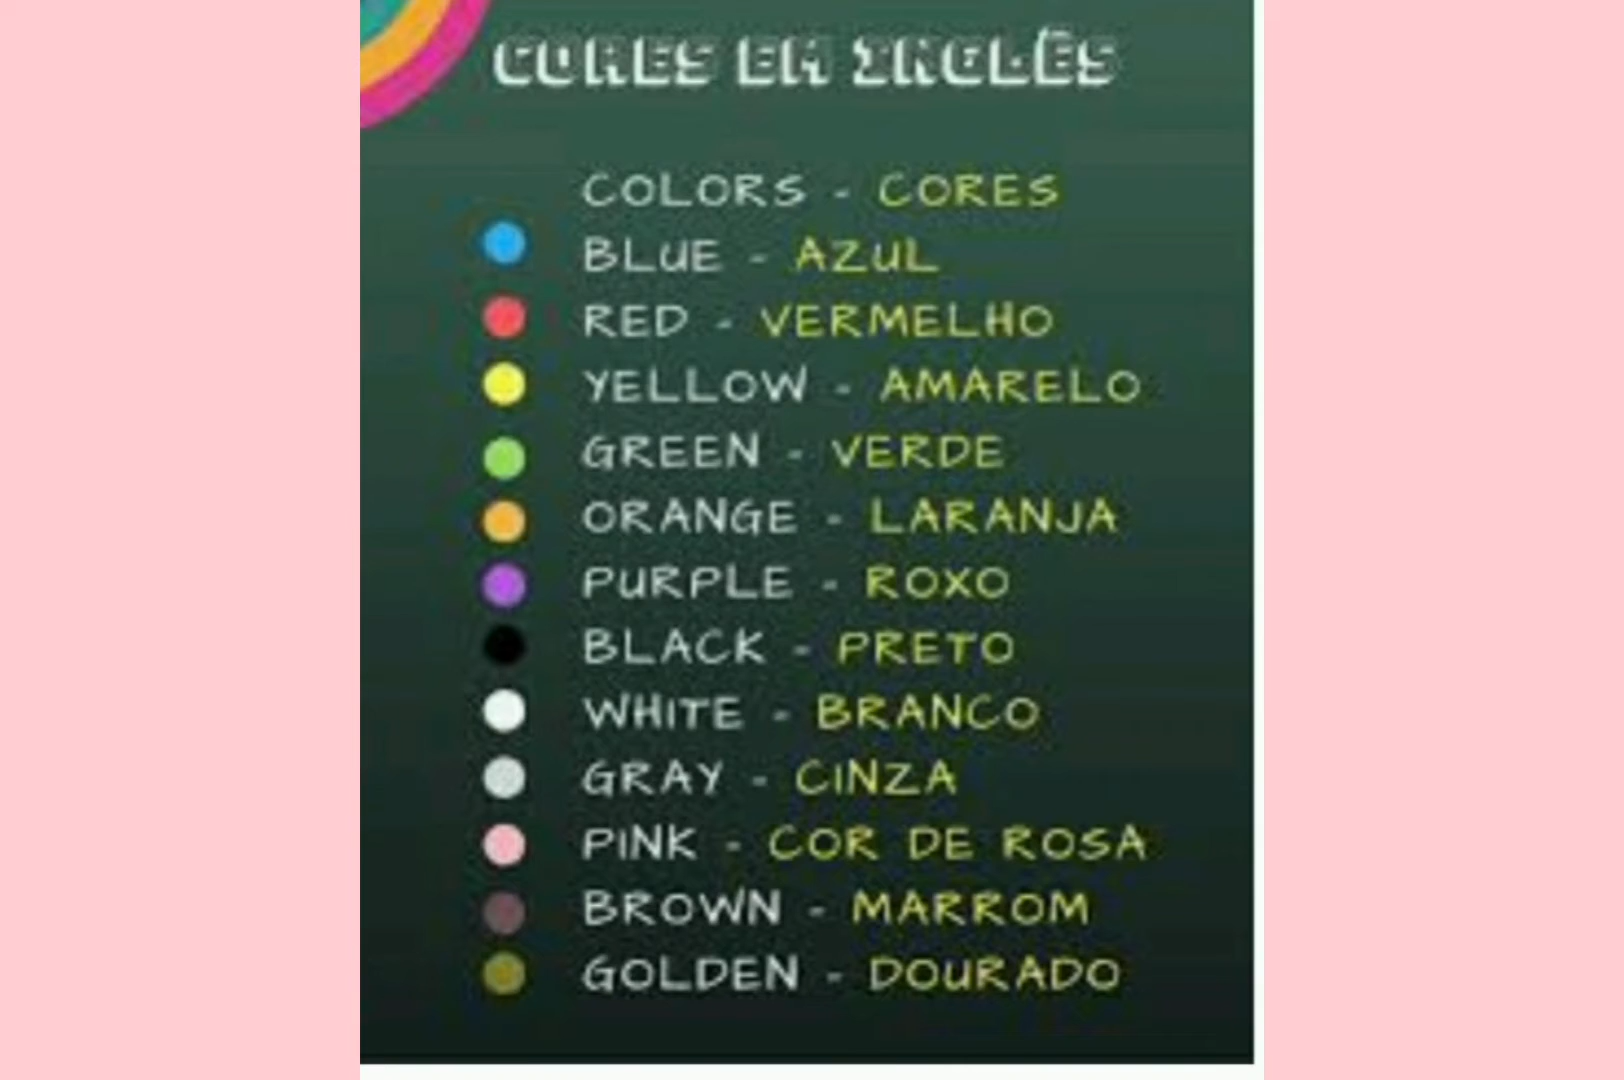 CORES EM INGLÊS
COLORS - CORES
BLUE - AZUL
RED - VERMELHO
YELLOW - AMARELO
GREEN - VERDE
ORANGE - LARANJA
PURPLE - ROXO
BLACK - PRETO
WHITE - BRANCO
GRAY - CINZA
PINK - COR DE ROSA
BROWN - MARROM
GOLDEN - DOURADO